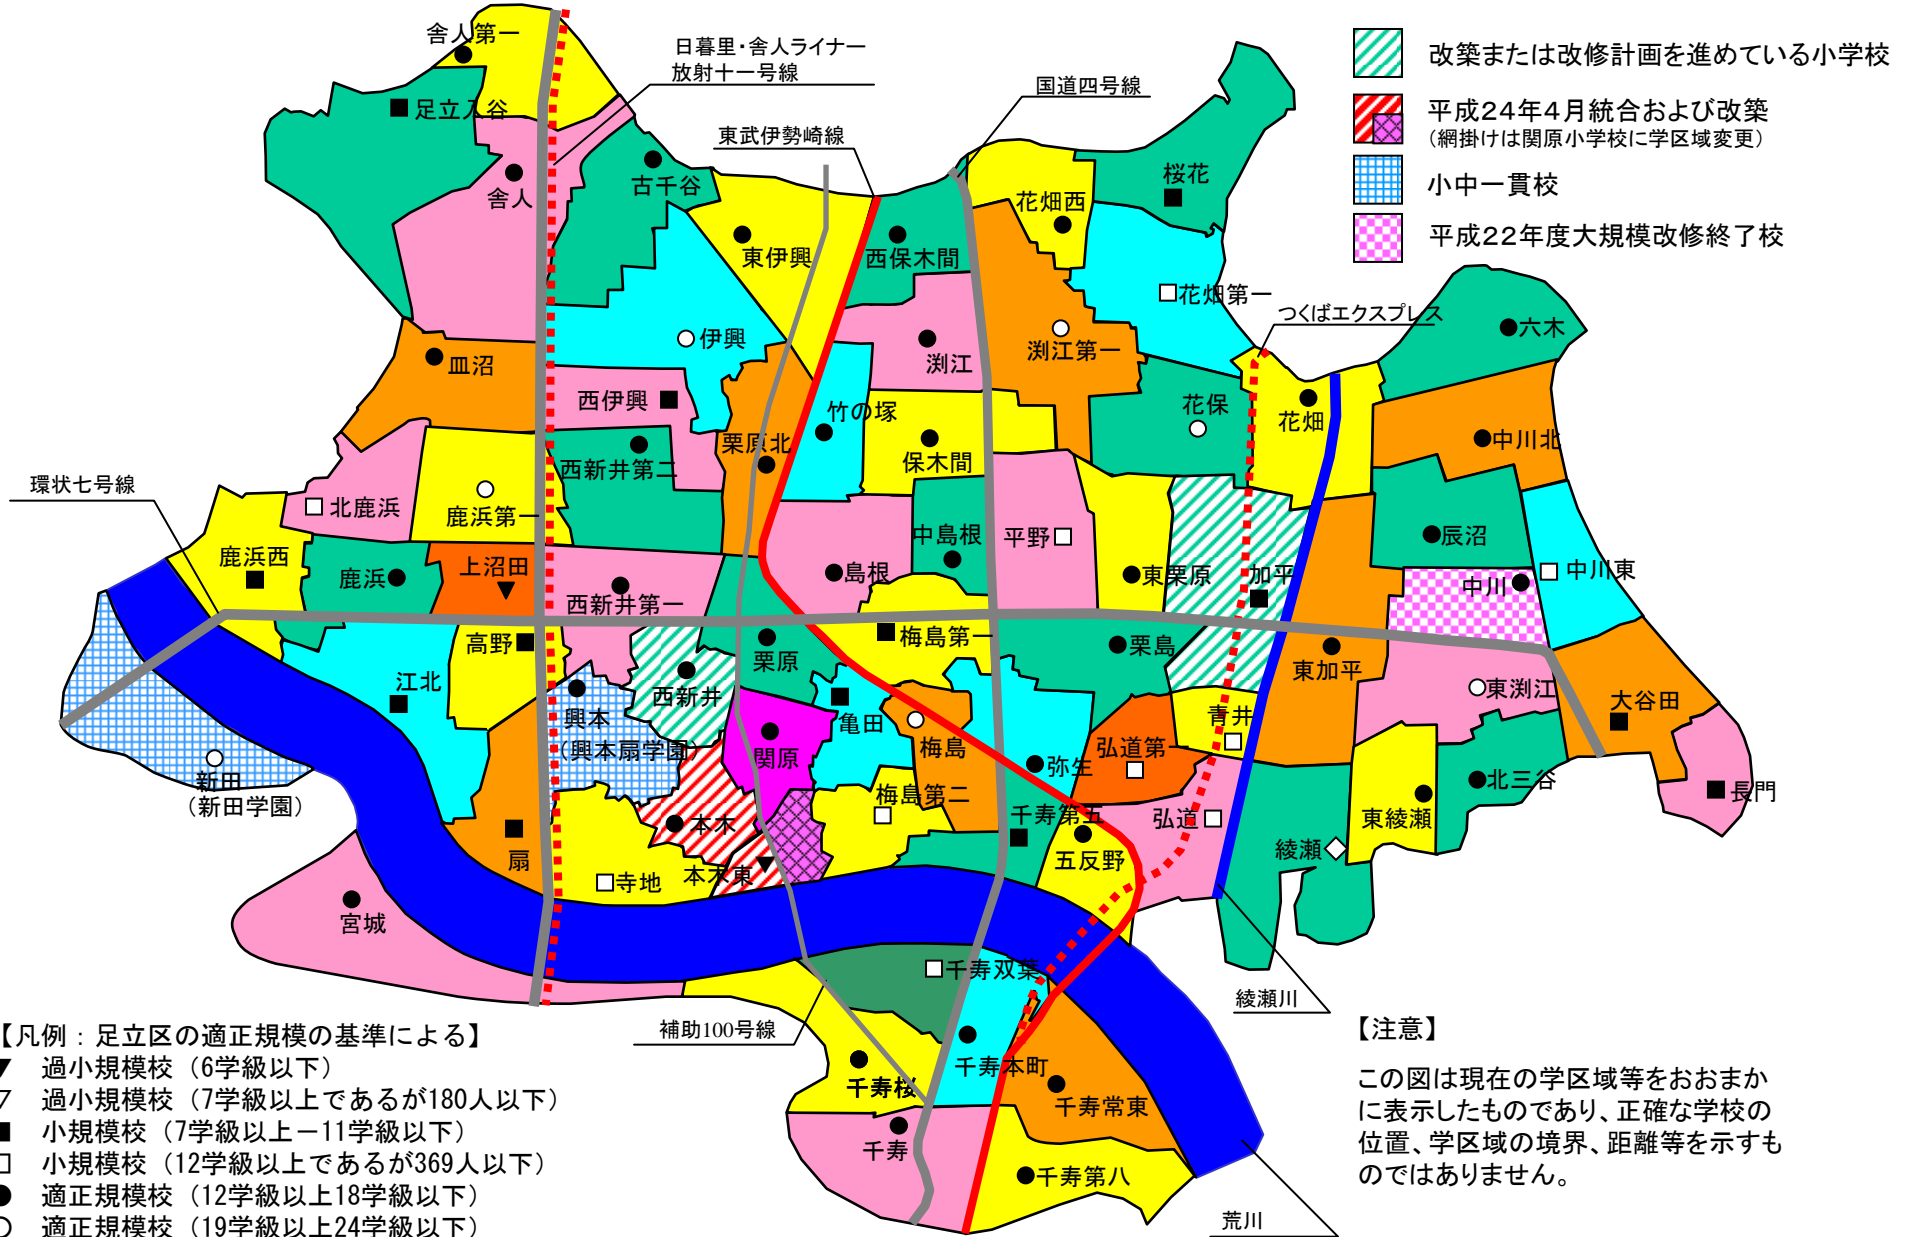 舎人第一
日暮里・舎人ライナー
放射十一号線
国道四号線
東武伊勢崎線
改築または改修計画を進めている小学校
平成24年4月統合および改築
(網掛けは関原小学校に学区域変更)
小中一貫校
平成22年度大規模改修終了校
足立入谷
舎人
古千谷
東伊興
西保木間
花畑西
桜花
花畑第一
つくばエクスプレス
六木
皿沼
伊興
渕江
渕江第一
西伊興
竹の塚
花保
花畑
中川北
栗原北
保木間
西新井第二
環状七号線
北鹿浜
鹿浜第一
中島根
平野
辰沼
鹿浜西
鹿浜
上沼田
西新井第一
島根
東栗原
加平
中川
中川東
高野
梅島第一
栗島
栗原
東加平
西新井
江北
東渕江
大谷田
興本
(興本扇学園)
亀田
梅島
青井
関原
弘道第一
弥生
新田
(新田学園)
梅島第二
千寿第五
弘道
東綾瀬
北三谷
長門
本木
扇
五反野
綾瀬
本木東
寺地
宮城
千寿双葉
綾瀬川
補助100号線
千寿本町
千寿桜
千寿常東
千寿
千寿第八
荒川
【凡例：足立区の適正規模の基準による】
▼ 過小規模校（6学級以下）
▽ 過小規模校（7学級以上であるが180人以下）
■ 小規模校（7学級以上－11学級以下）
□ 小規模校（12学級以上であるが369人以下）
● 適正規模校（12学級以上18学級以下）
○ 適正規模校（19学級以上24学級以下）
【注意】
この図は現在の学区域等をおおまか
に表示したものであり、正確な学校の
位置、学区域の境界、距離等を示すも
のではありません。